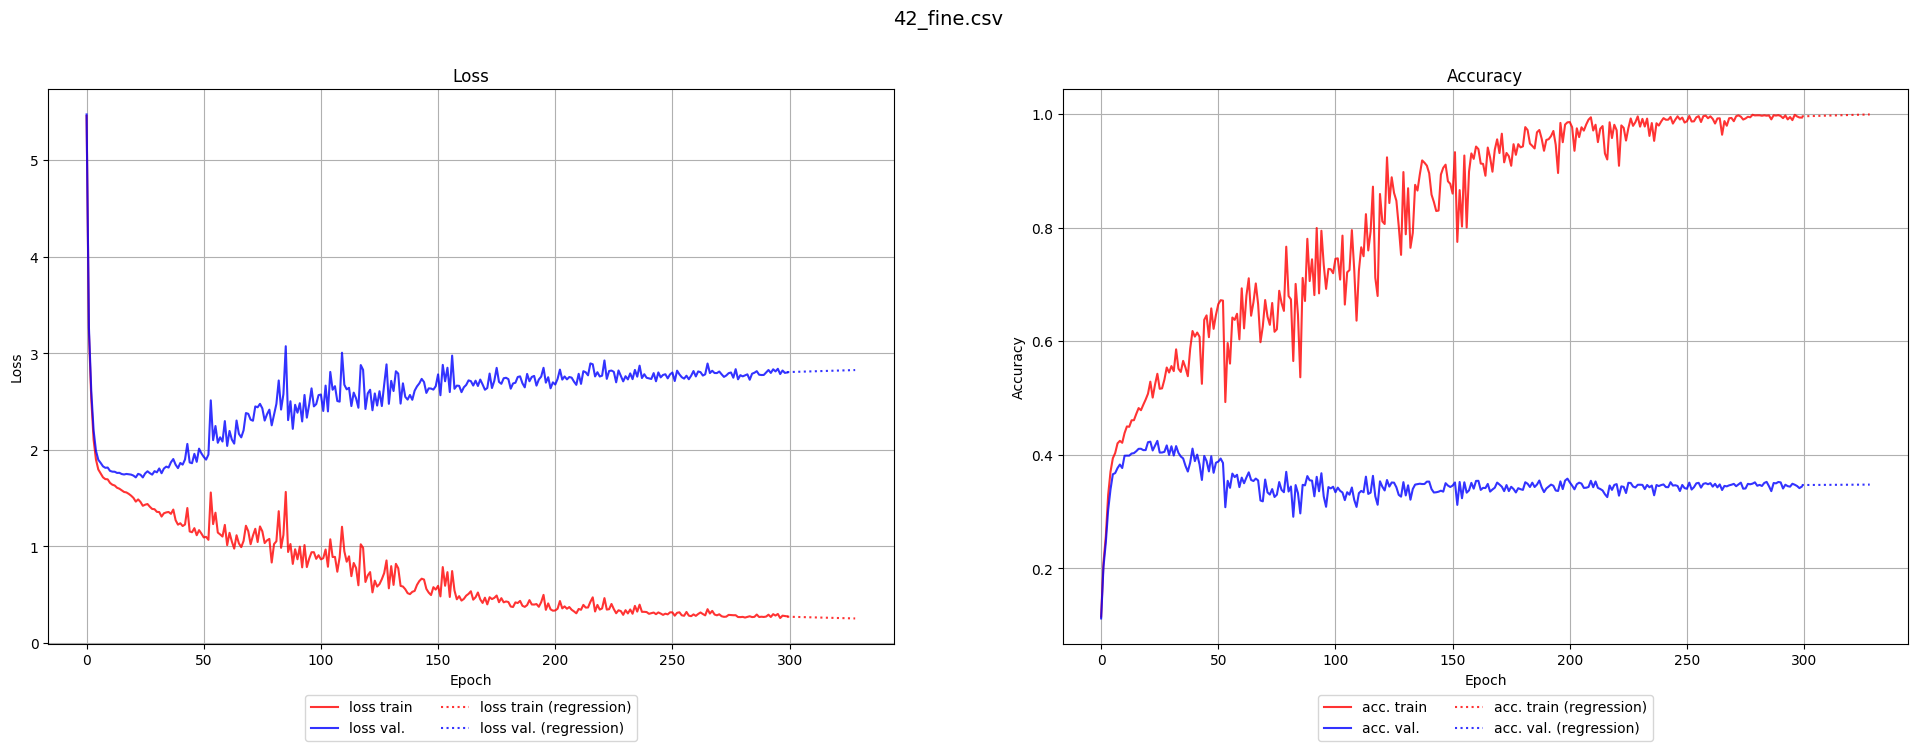 42_fine.csv
Loss
Loss
5
4
3
2
1
0
0 50 100 150 200 250 300
Epoch
loss train loss train (regression)
loss val. loss val. (regression)
Accuracy
Accuracy
1.0
0.8
0.6
0.4
0.2
0 50 100 150 200 250 300
Epoch
acc. train acc. train (regression)
acc. val. acc. val. (regression)